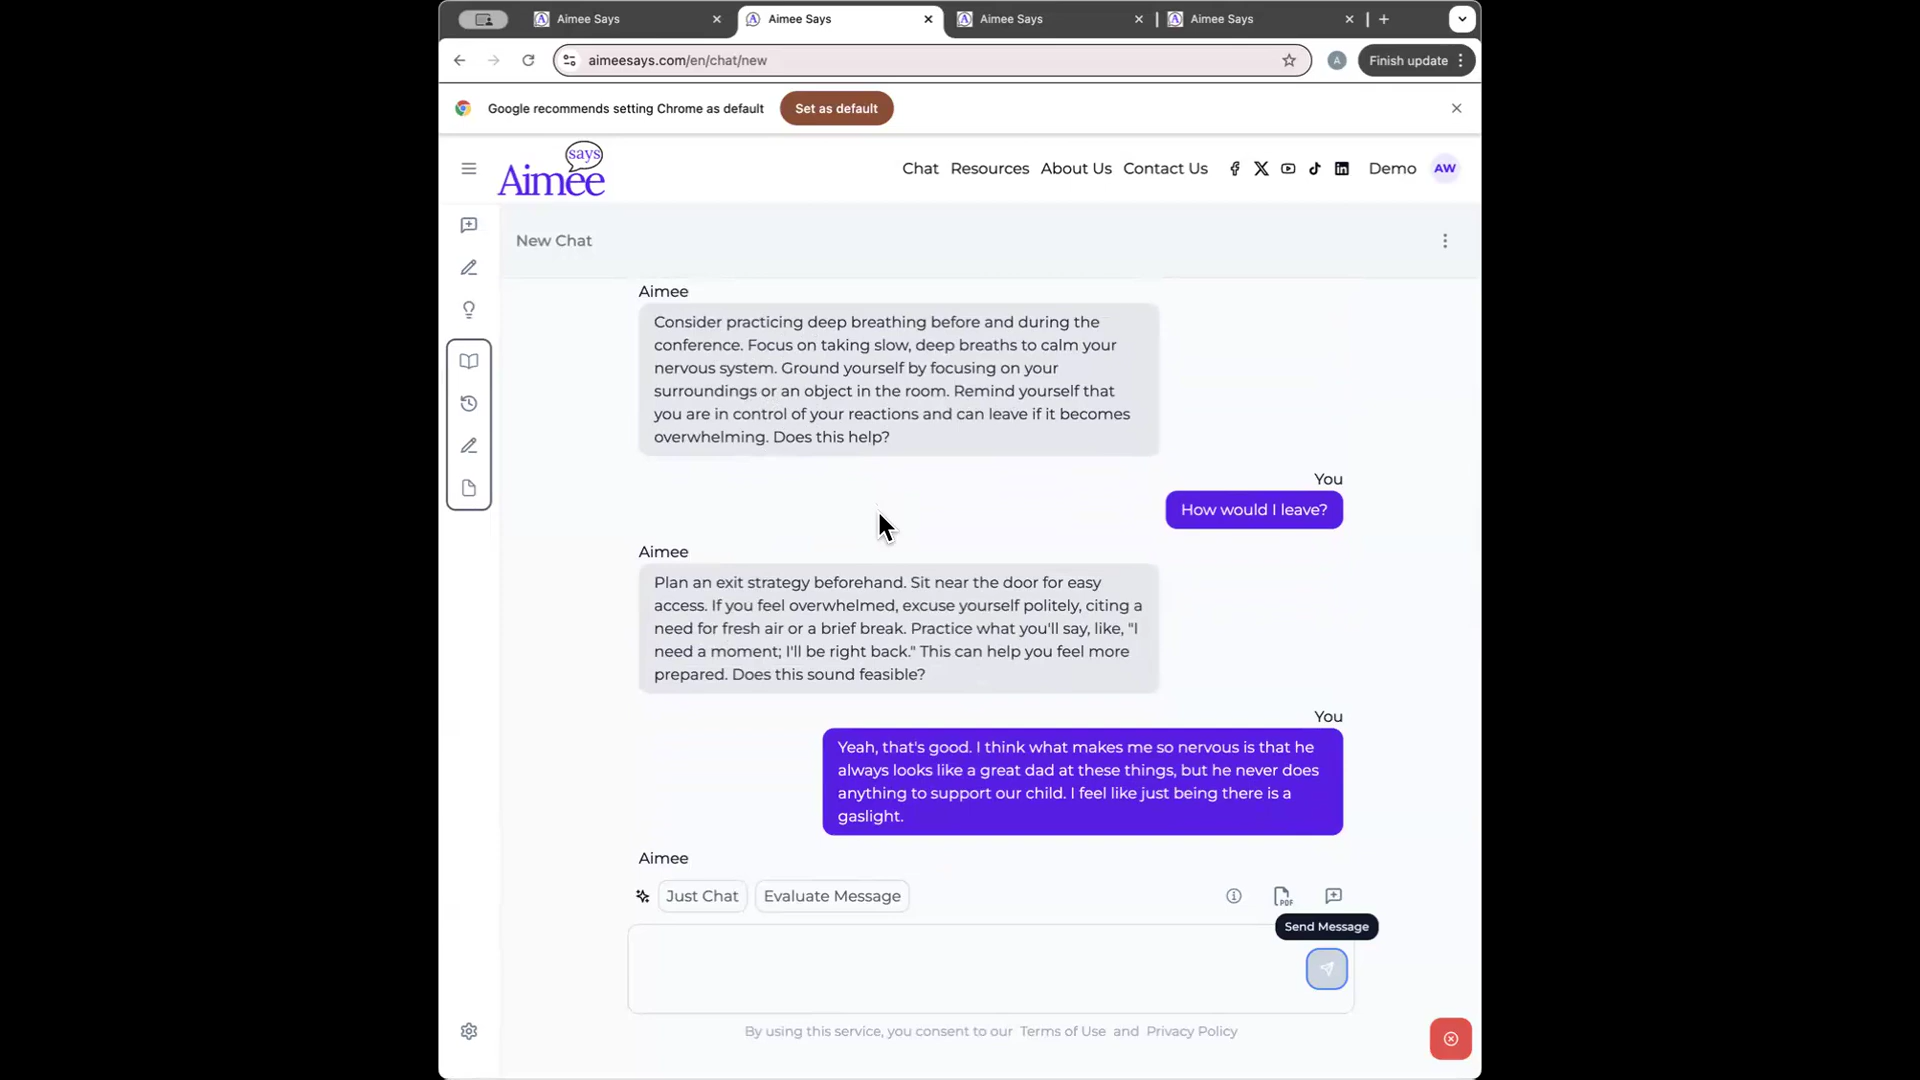 Aimee Says
Aimee Says
Aimee Says
Aimee Says
aimeesays.com/en/chat/new
A
Finish update
Google recommends setting Chrome as default
Set as default
says
Aimee
Chat
Resources
About Us
Contact Us
Demo
AW
New Chat
Aimee
Consider practicing deep breathing before and during the
conference. Focus on taking slow, deep breaths to calm your
nervous system. Ground yourself by focusing on your
surroundings or an object in the room. Remind yourself that
you are in control of your reactions and can leave if it becomes
overwhelming. Does this help?
You
How would I leave?
Aimee
Plan an exit strategy beforehand. Sit near the door for easy
access. If you feel overwhelmed, excuse yourself politely, citing a
need for fresh air or a brief break. Practice what you'll say, like, "I
need a moment; I'll be right back." This can help you feel more
prepared. Does this sound feasible?
You
Yeah, that's good. I think what makes me so nervous is that he
always looks like a great dad at these things, but he never does
anything to support our child. I feel like just being there is a
gaslight.
Aimee
Just Chat
Evaluate Message
PDF
Send Message
By using this service, you consent to our Terms of Use and Privacy Policy